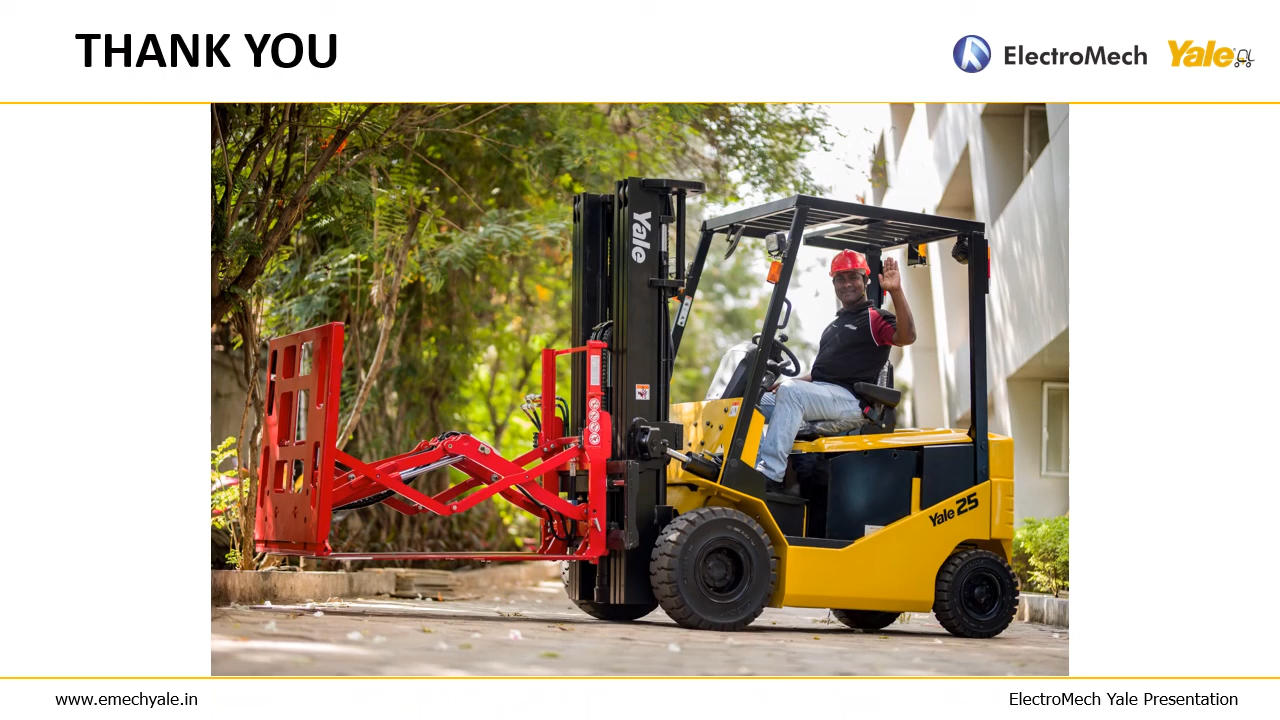 THANK YOU
ElectroMech
Yale
Yale
Yale 25
www.emechyale.in
ElectroMech Yale Presentation